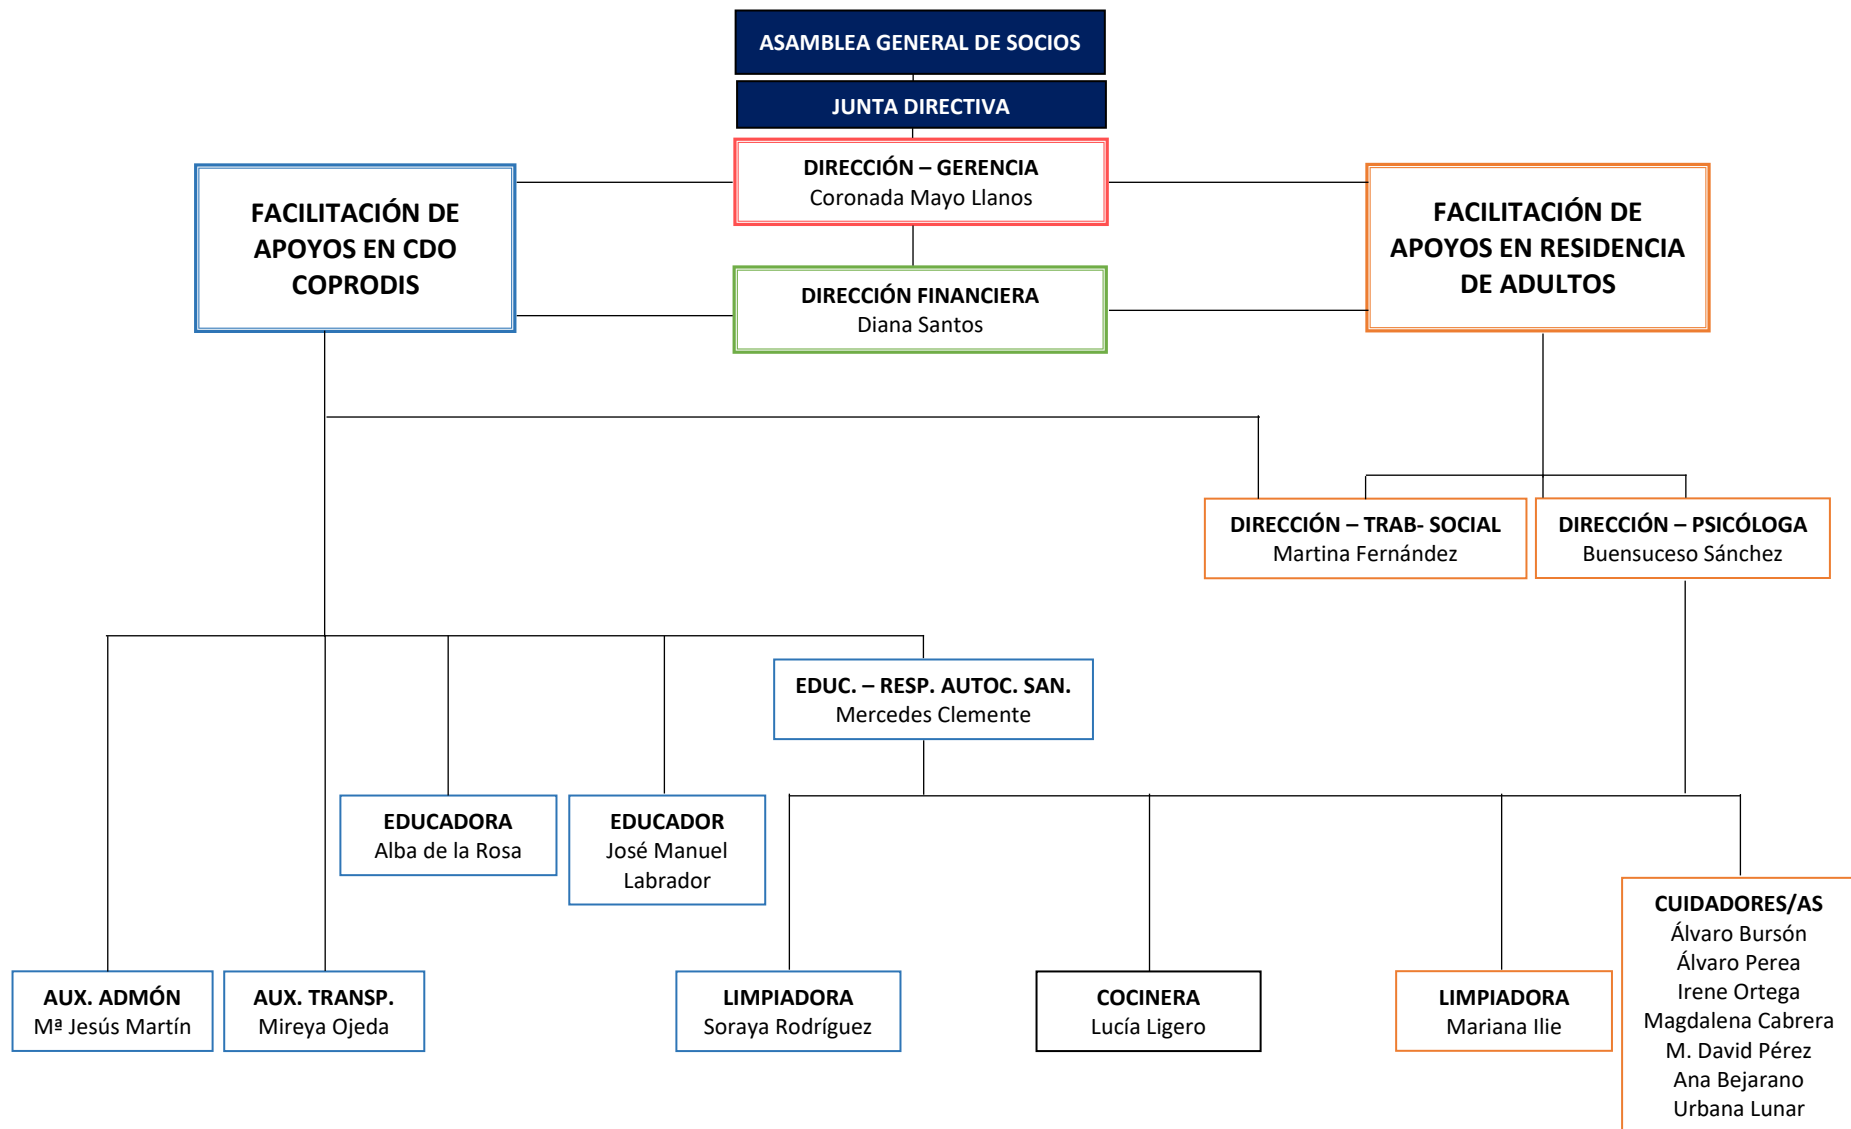 ASAMBLEA GENERAL DE SOCIOS
JUNTA DIRECTIVA
DIRECCIÓN – GERENCIA
Coronada Mayo Llanos
FACILITACIÓN DE
APOYOS EN CDO
COPRODIS
FACILITACIÓN DE
APOYOS EN RESIDENCIA
DE ADULTOS
DIRECCIÓN FINANCIERA
Diana Santos
DIRECCIÓN – TRAB- SOCIAL
Martina Fernández
DIRECCIÓN – PSICÓLOGA
Buensuceso Sánchez
EDUC. – RESP. AUTOC. SAN.
Mercedes Clemente
EDUCADORA
Alba de la Rosa
EDUCADOR
José Manuel
Labrador
AUX. ADMÓN
Mª Jesús Martín
AUX. TRANSP.
Mireya Ojeda
LIMPIADORA
Soraya Rodríguez
COCINERA
Lucía Ligero
LIMPIADORA
Mariana Ilie
CUIDADORES/AS
Álvaro Bursón
Álvaro Perea
Irene Ortega
Magdalena Cabrera
M. David Pérez
Ana Bejarano
Urbana Lunar